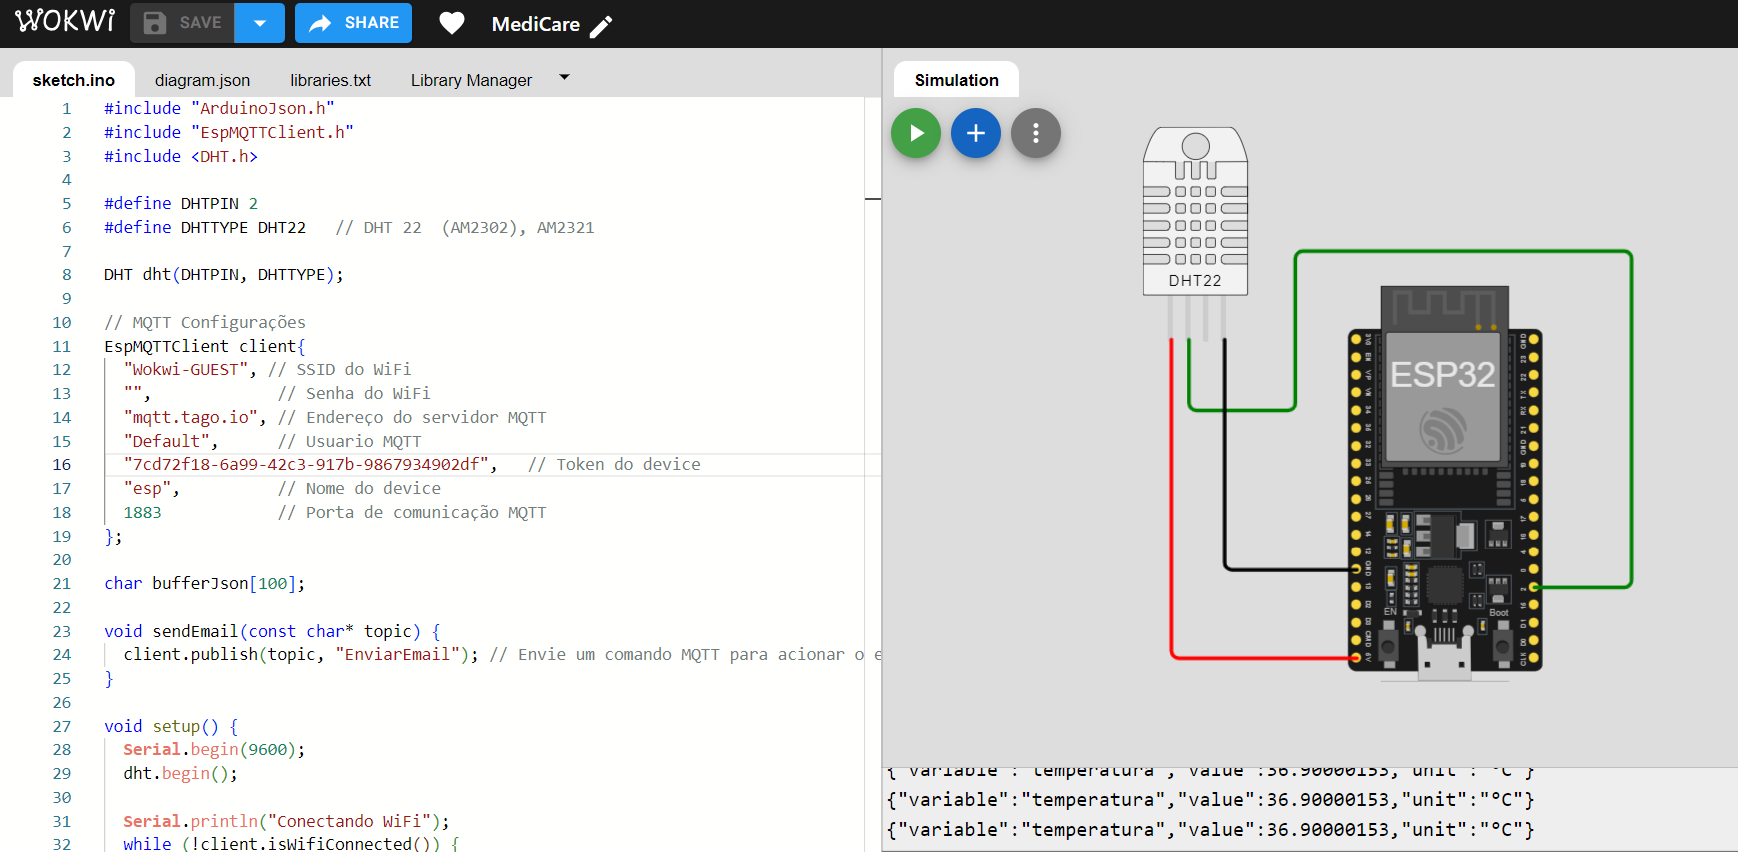 WOKWi
SAVE
SHARE
MediCare
sketch.ino
diagram.json
libraries.txt
Library Manager
1 #include "ArduinoJson.h"
2 #include "EspMQTTClient.h"
3 #include <DHT.h>
4
5 #define DHTPIN 2
6 #define DHTTYPE DHT22 // DHT 22 (AM2302), AM2321
7
8 DHT dht(DHTPIN, DHTTYPE);
9
10 // MQTT Configurações
11 EspMQTTClient client{
12 "Wokwi-GUEST", // SSID do WiFi
13 "", // Senha do WiFi
14 "mqtt.tago.io", // Endereço do servidor MQTT
15 "Default", // Usuario MQTT
16 "7cd72f18-6a99-42c3-917b-9867934902df", // Token do device
17 "esp", // Nome do device
18 1883 // Porta de comunicação MQTT
19 };
20
21 char bufferJson[100];
22
23 void sendEmail(const char* topic) {
24 client.publish(topic, "EnviarEmail"); // Envie um comando MQTT para acionar o e
25 }
26
27 void setup() {
28 Serial.begin(9600);
29 dht.begin();
30
31 Serial.println("Conectando WiFi");
32 while (!client.isWifiConnected()) {
Simulation
DHT22
ESP32
EN
Boot
{"variable":"temperatura","value":36.90000153,"unit":"ºC"}
{"variable":"temperatura","value":36.90000153,"unit":"ºC"}
{"variable":"temperatura","value":36.90000153,"unit":"ºC"}